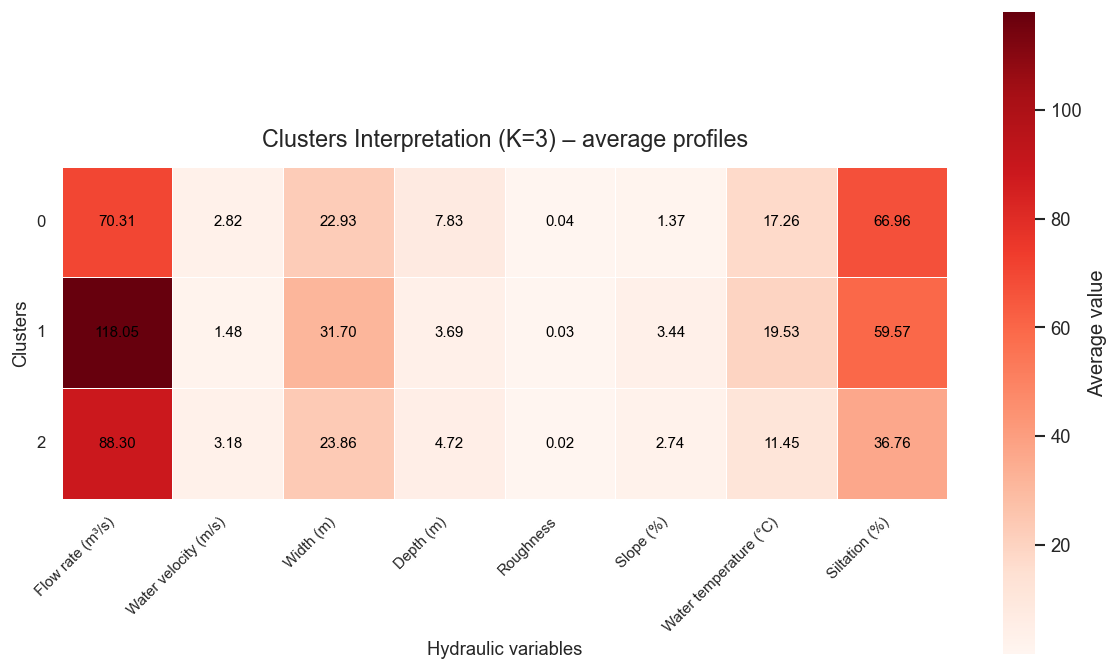 Clusters Interpretation (K=3) – average profiles
Clusters
0
70.31 2.82 22.93 7.83 0.04 1.37 17.26 66.96
1
118.05 1.48 31.70 3.69 0.03 3.44 19.53 59.57
2
88.30 3.18 23.86 4.72 0.02 2.74 11.45 36.76
Flow rate (m³/s)
Water velocity (m/s)
Width (m)
Depth (m)
Roughness
Slope (%)
Water temperature (°C)
Siltation (%)
Hydraulic variables
100
80
60
40
20
Average value